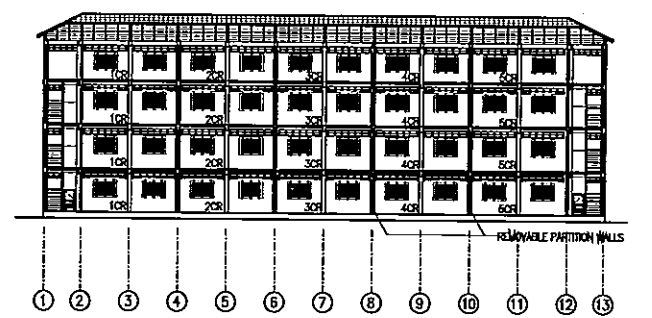 1CR 2CR 3CR 4CR 5CR
1CR 2CR 3CR 4CR 5CR
1CR 2CR 3CR 4CR 5CR
1CR 2CR 3CR 4CR 5CR
REMOVABLE PARTITION WALLS
1 2 3 4 5 6 7 8 9 10 11 12 13